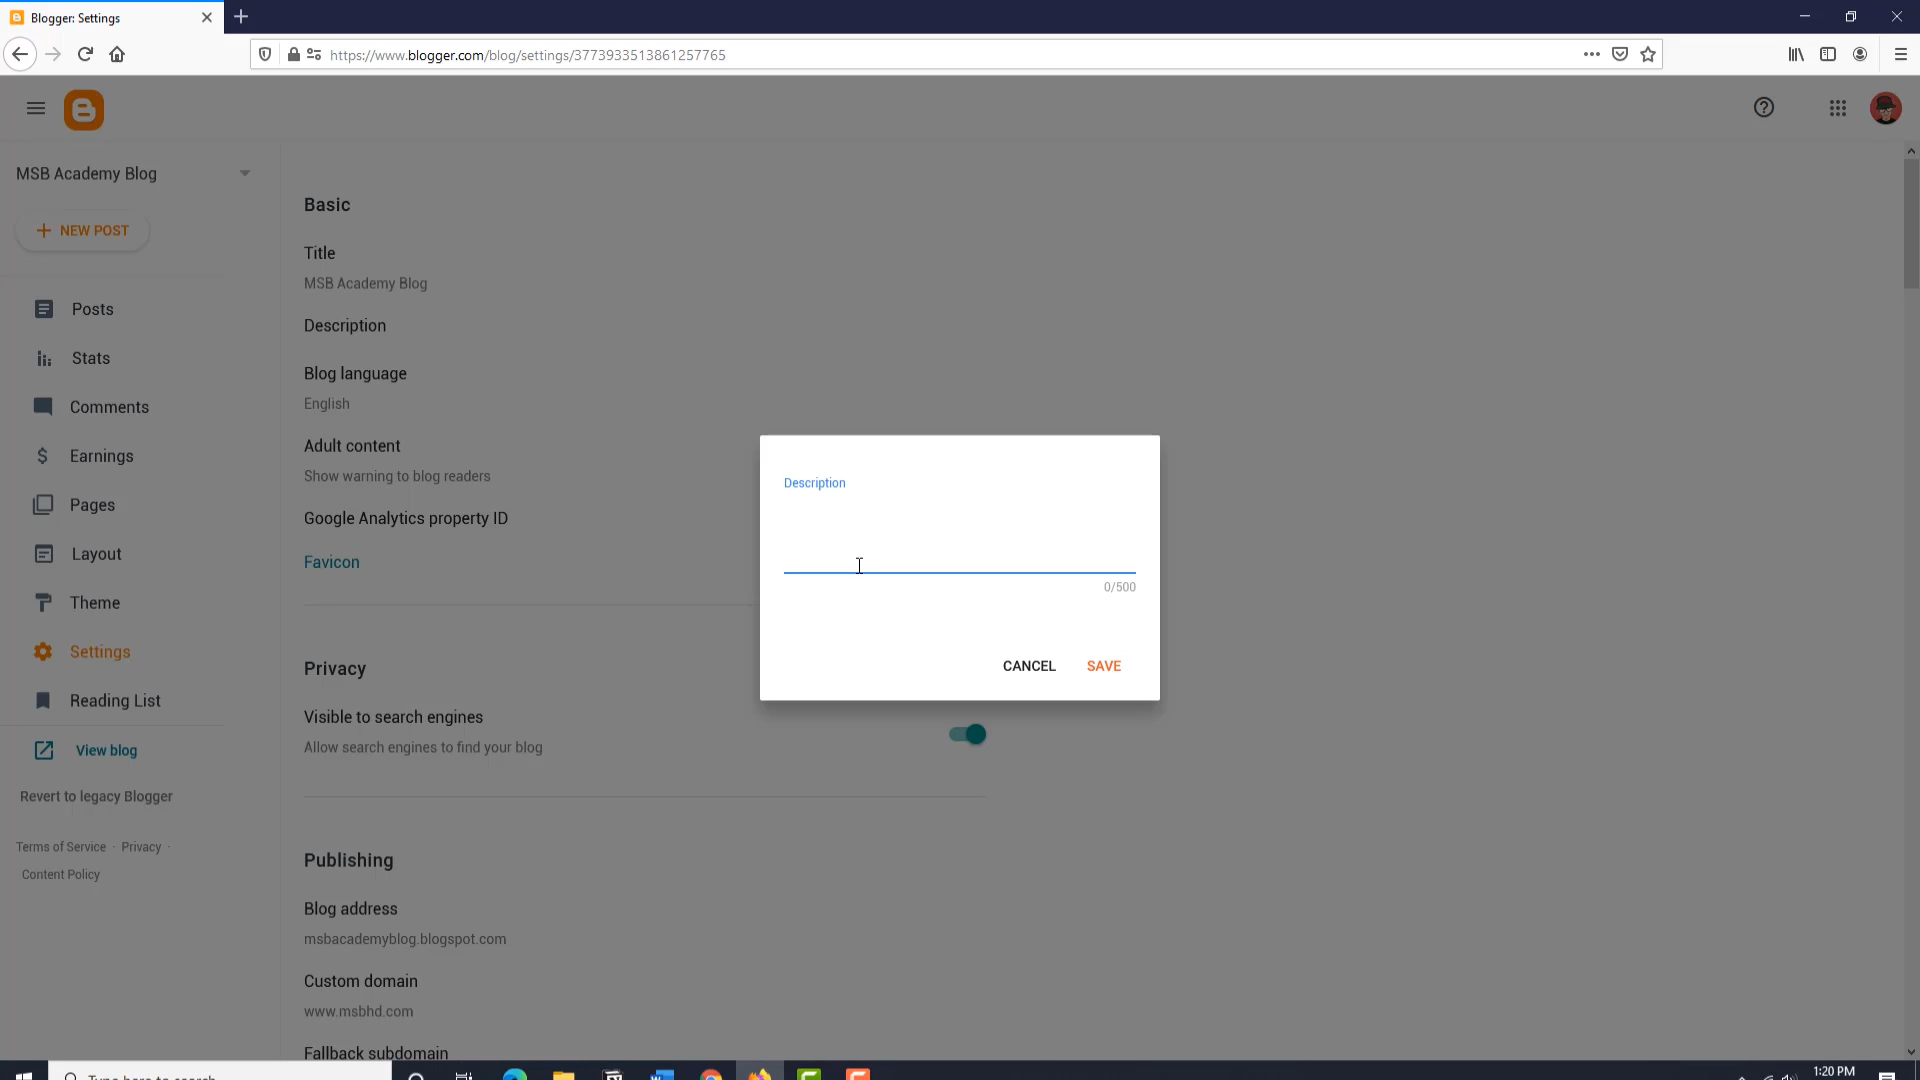 Blogger: Settings
https://www.blogger.com/blog/settings/3773933513861257765
MSB Academy Blog
NEW POST
Posts
Stats
Comments
Earnings
Pages
Layout
Theme
Settings
Reading List
View blog
Revert to legacy Blogger
Terms of Service · Privacy ·
Content Policy
Basic
Title
MSB Academy Blog
Description
Blog language
English
Adult content
Show warning to blog readers
Google Analytics property ID
Favicon
Privacy
Visible to search engines
Allow search engines to find your blog
Publishing
Blog address
msbacademyblog.blogspot.com
Custom domain
www.msbhd.com
Fallback subdomain
Description
0/500
CANCEL SAVE
Type here to search
1:20 PM